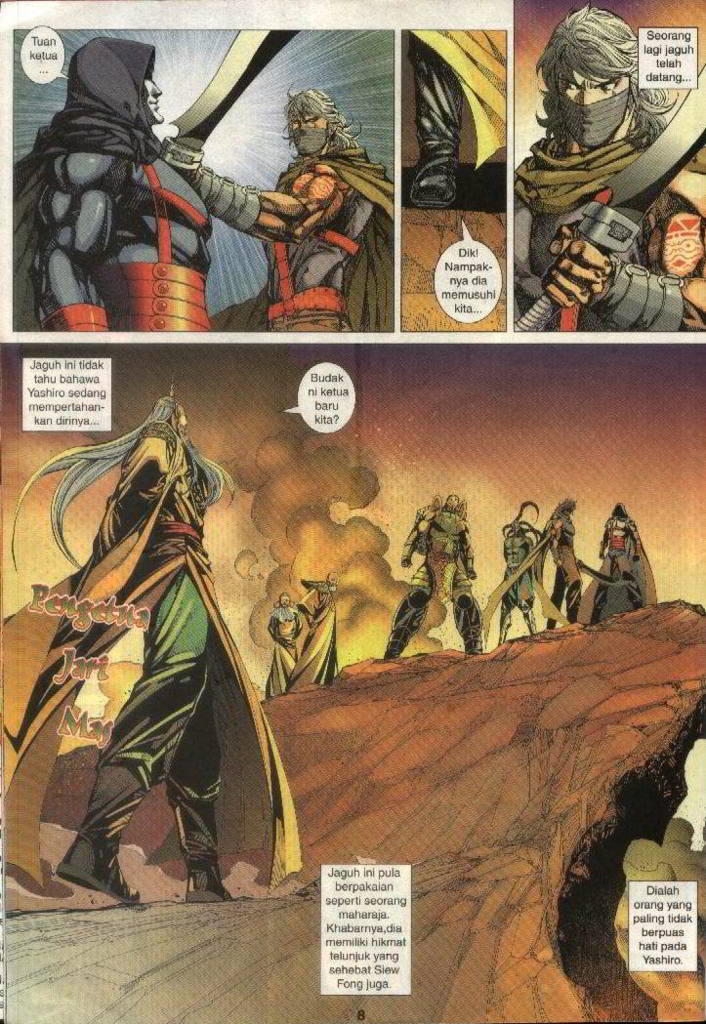 Tuan
ketua
...
Dik!
Nampak-
nya dia
memusuhi
kita...
Seorang
lagi jaguh
telah
datang...
Jaguh ini tidak
tahu bahawa
Yashiro sedang
mempertahan-
kan dirinya...
Budak
ni ketua
baru
kita?
Pengetua
Jari
Mas
Jaguh ini pula
berpakaian
seperti seorang
maharaja.
Khabarnya,dia
memiliki hikmat
telunjuk yang
sehebat Siew
Fong juga.
Dialah
orang yang
paling tidak
berpuas
hati pada
Yashiro.
8